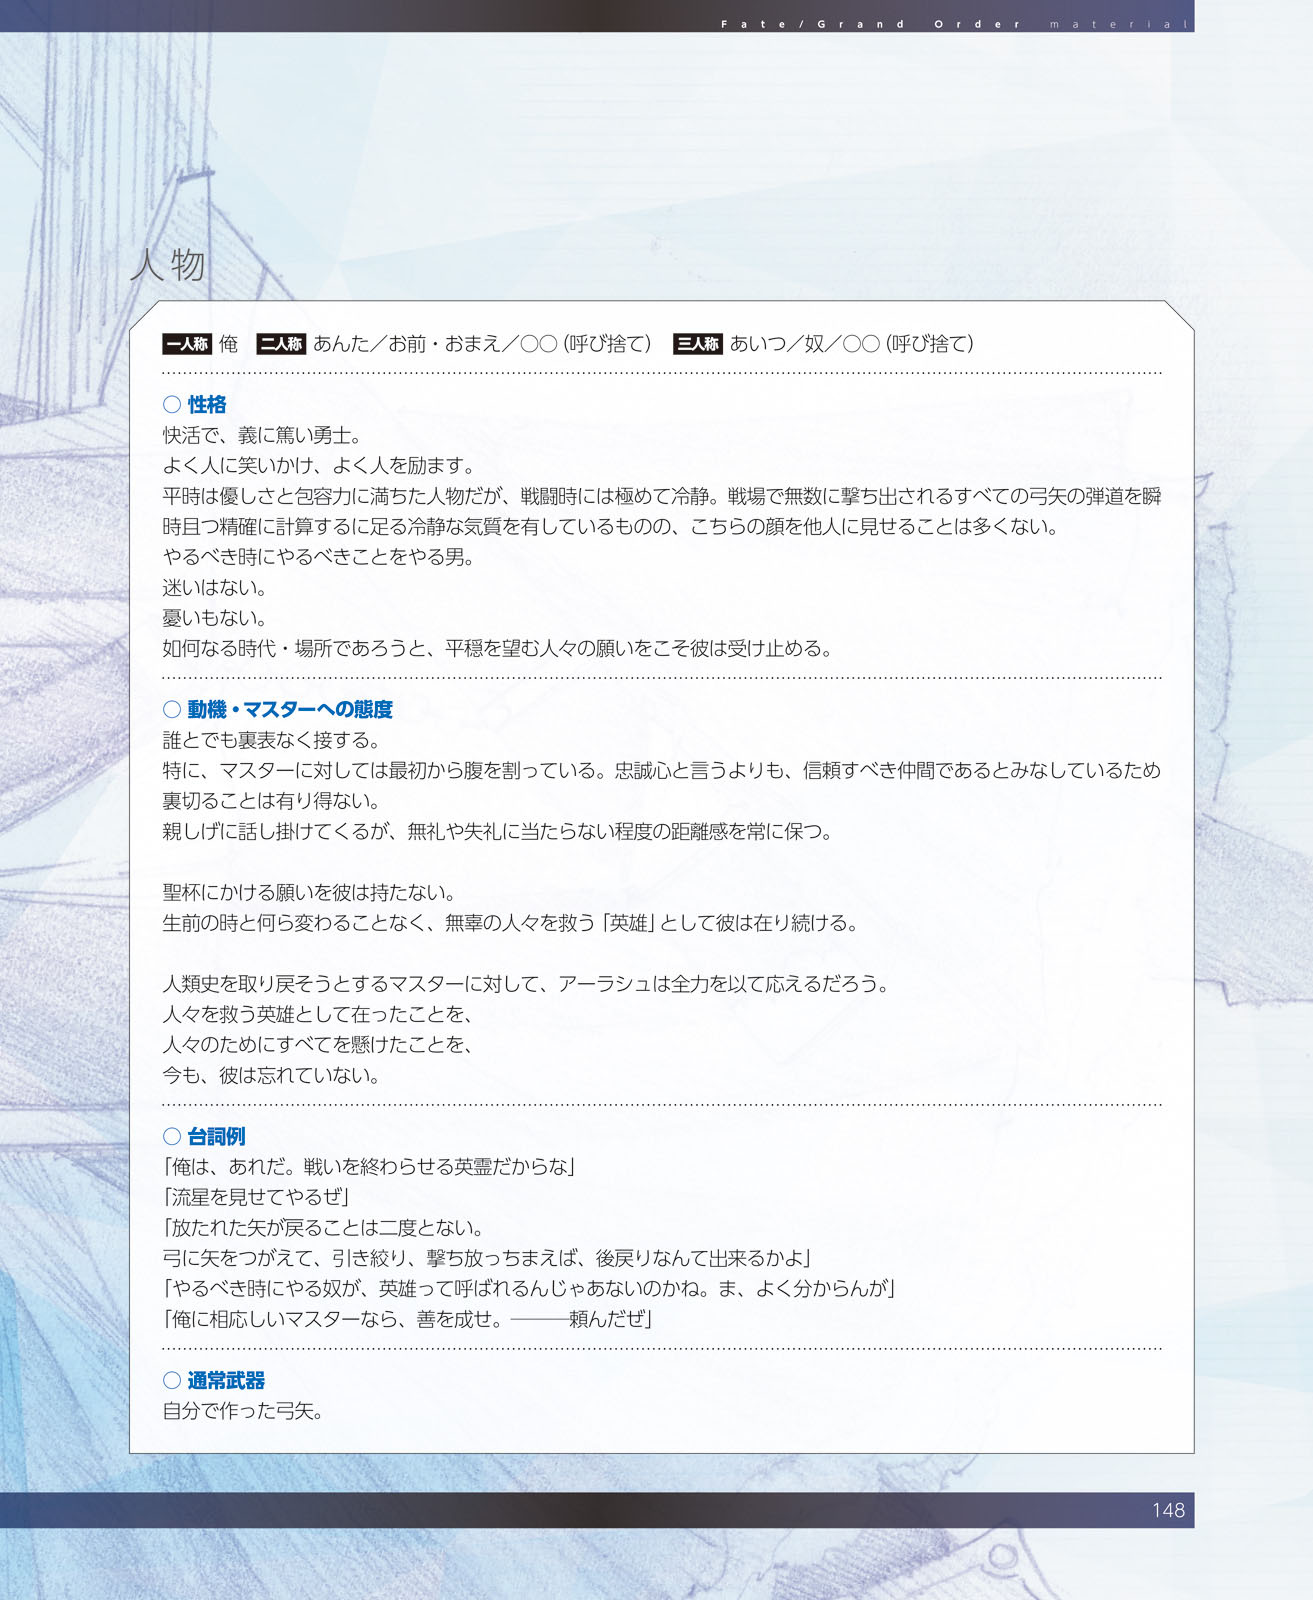 Fate/Grand Order material
人物
一人称 俺 二人称 あんた／お前・おまえ／○○（呼び捨て） 三人称 あいつ／奴／○○（呼び捨て）
○ 性格
快活で、義に篤い勇士。
よく人に笑いかけ、よく人を励ます。
平時は優しさと包容力に満ちた人物だが、戦闘時には極めて冷静。戦場で無数に撃ち出されるすべての弓矢の弾道を瞬
時且つ精確に計算するに足る冷静な気質を有しているものの、こちらの顔を他人に見せることは多くない。
やるべき時にやるべきことをやる男。
迷いはない。
憂いもない。
如何なる時代・場所であろうと、平穏を望む人々の願いをこそ彼は受け止める。
○ 動機・マスターへの態度
誰とでも裏表なく接する。
特に、マスターに対しては最初から腹を割っている。忠誠心と言うよりも、信頼すべき仲間であるとみなしているため
裏切ることは有り得ない。
親しげに話し掛けてくるが、無礼や失礼に当たらない程度の距離感を常に保つ。
聖杯にかける願いを彼は持たない。
生前の時と何ら変わることなく、無辜の人々を救う「英雄」として彼は在り続ける。
人類史を取り戻そうとするマスターに対して、アーラシュは全力を以て応えるだろう。
人々を救う英雄として在ったことを、
人々のためにすべてを懸けたことを、
今も、彼は忘れていない。
○ 台詞例
「俺は、あれだ。戦いを終わらせる英霊だからな」
「流星を見せてやるぜ」
「放たれた矢が戻ることは二度とない。
弓に矢をつがえて、引き絞り、撃ち放っちまえば、後戻りなんて出来るかよ」
「やるべき時にやる奴が、英雄って呼ばれるんじゃあないのかね。ま、よく分からんが」
「俺に相応しいマスターなら、善を成せ。―――頼んだぜ」
○ 通常武器
自分で作った弓矢。
148